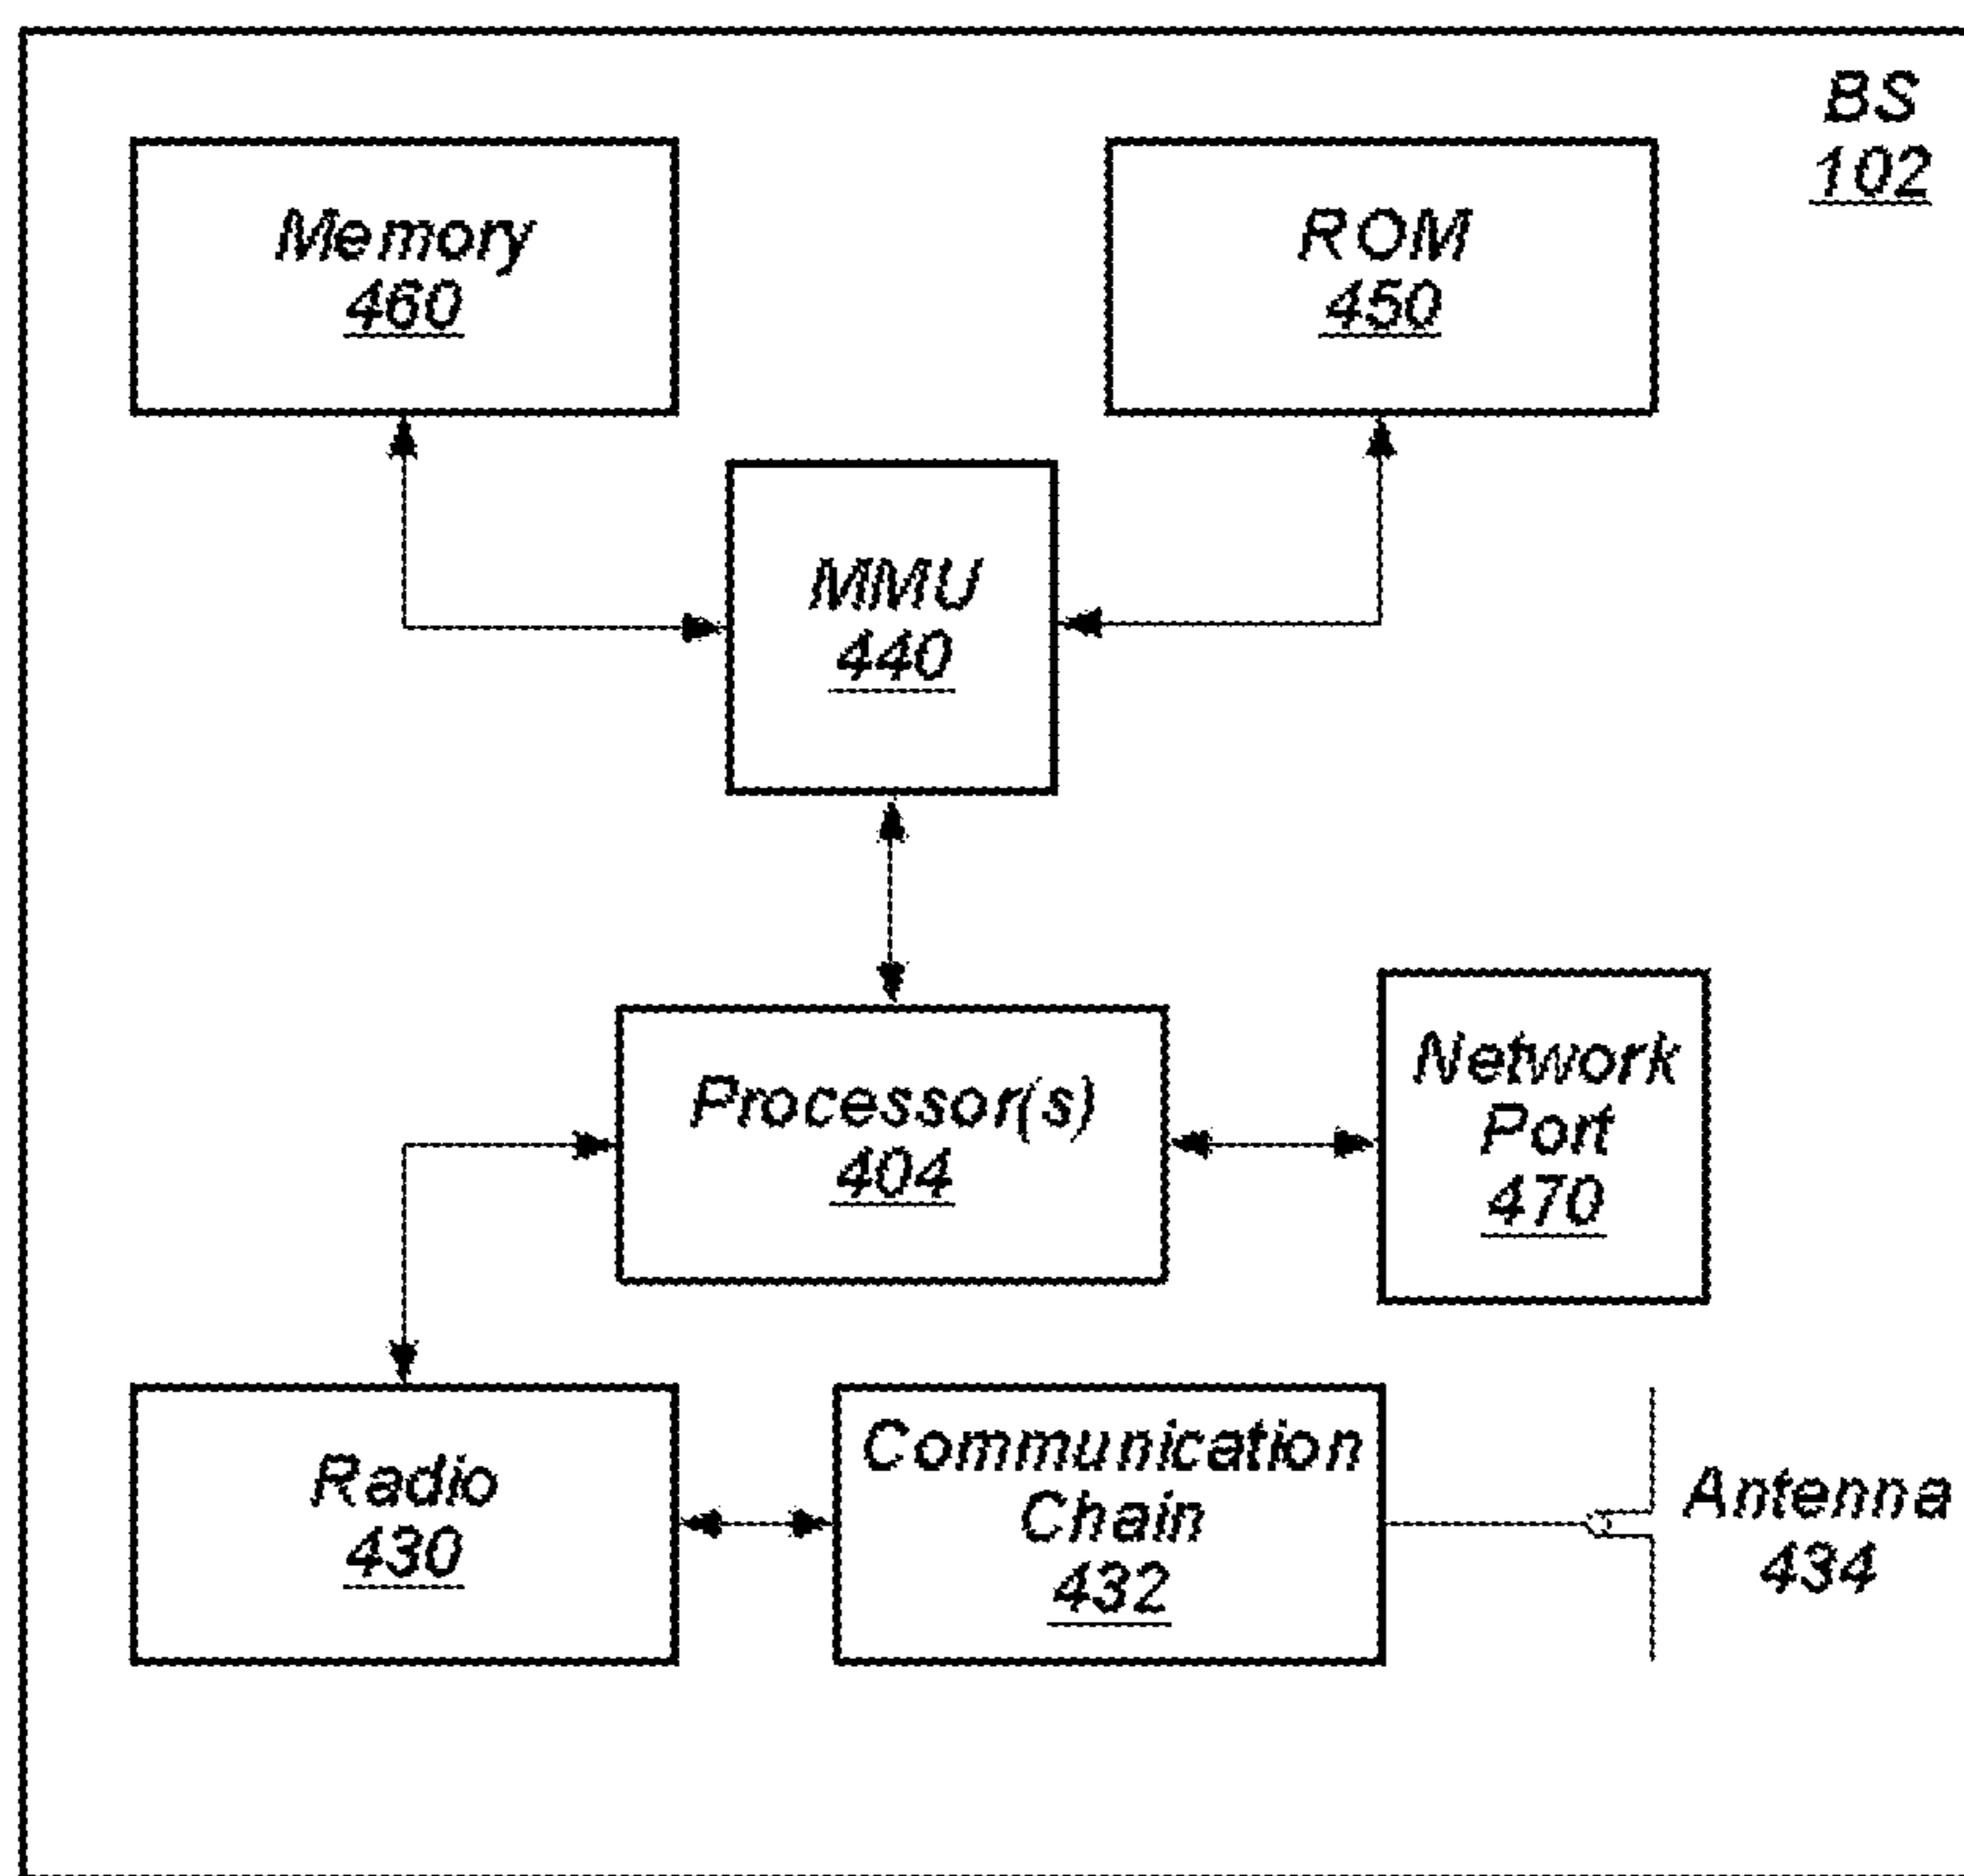 BS
102
Memory
460
ROM
450
MMU
440
Processor(s)
404
Network
Port
470
Radio
430
Communication
Chain
432
Antenna
434